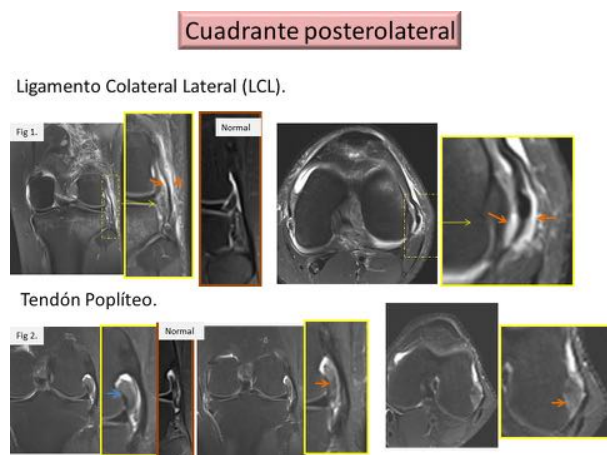 Cuadrante posterolateral
Ligamento Colateral Lateral (LCL).
Fig 1.
Normal
Tendón Poplíteo.
Fig 2.
Normal